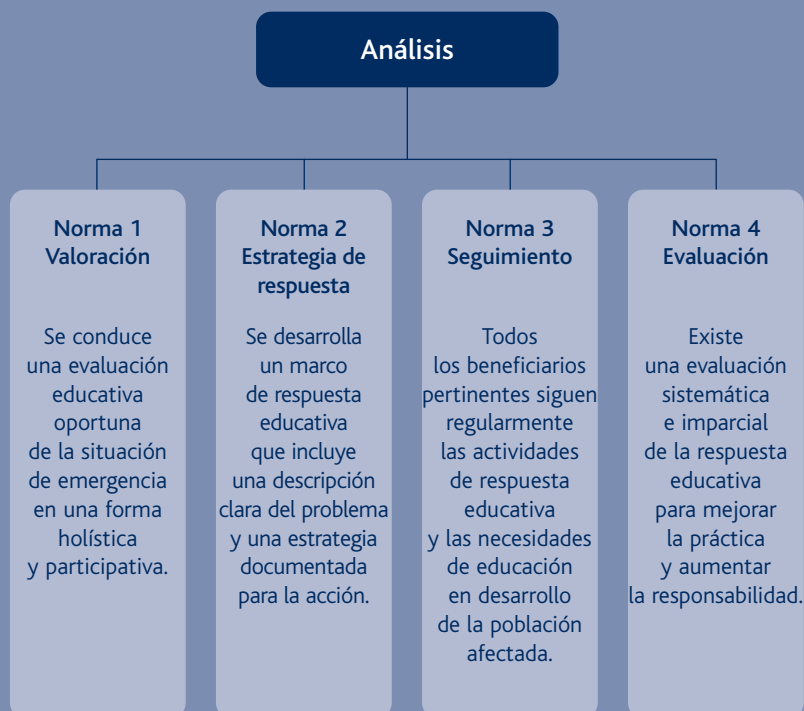 Análisis
Norma 1
Valoración
Se conduce
una evaluación
educativa
oportuna
de la situación
de emergencia
en una forma
holística
y participativa.
Norma 2
Estrategia de
respuesta
Se desarrolla
un marco
de respuesta
educativa
que incluye
una descripción
clara del problema
y una estrategia
documentada
para la acción.
Norma 3
Seguimiento
Todos
los beneficiarios
pertinentes siguen
regularmente
las actividades
de respuesta
educativa
y las necesidades
de educación
en desarrollo
de la población
afectada.
Norma 4
Evaluación
Existe
una evaluación
sistemática
e imparcial
de la respuesta
educativa
para mejorar
la práctica
y aumentar
la responsabilidad.